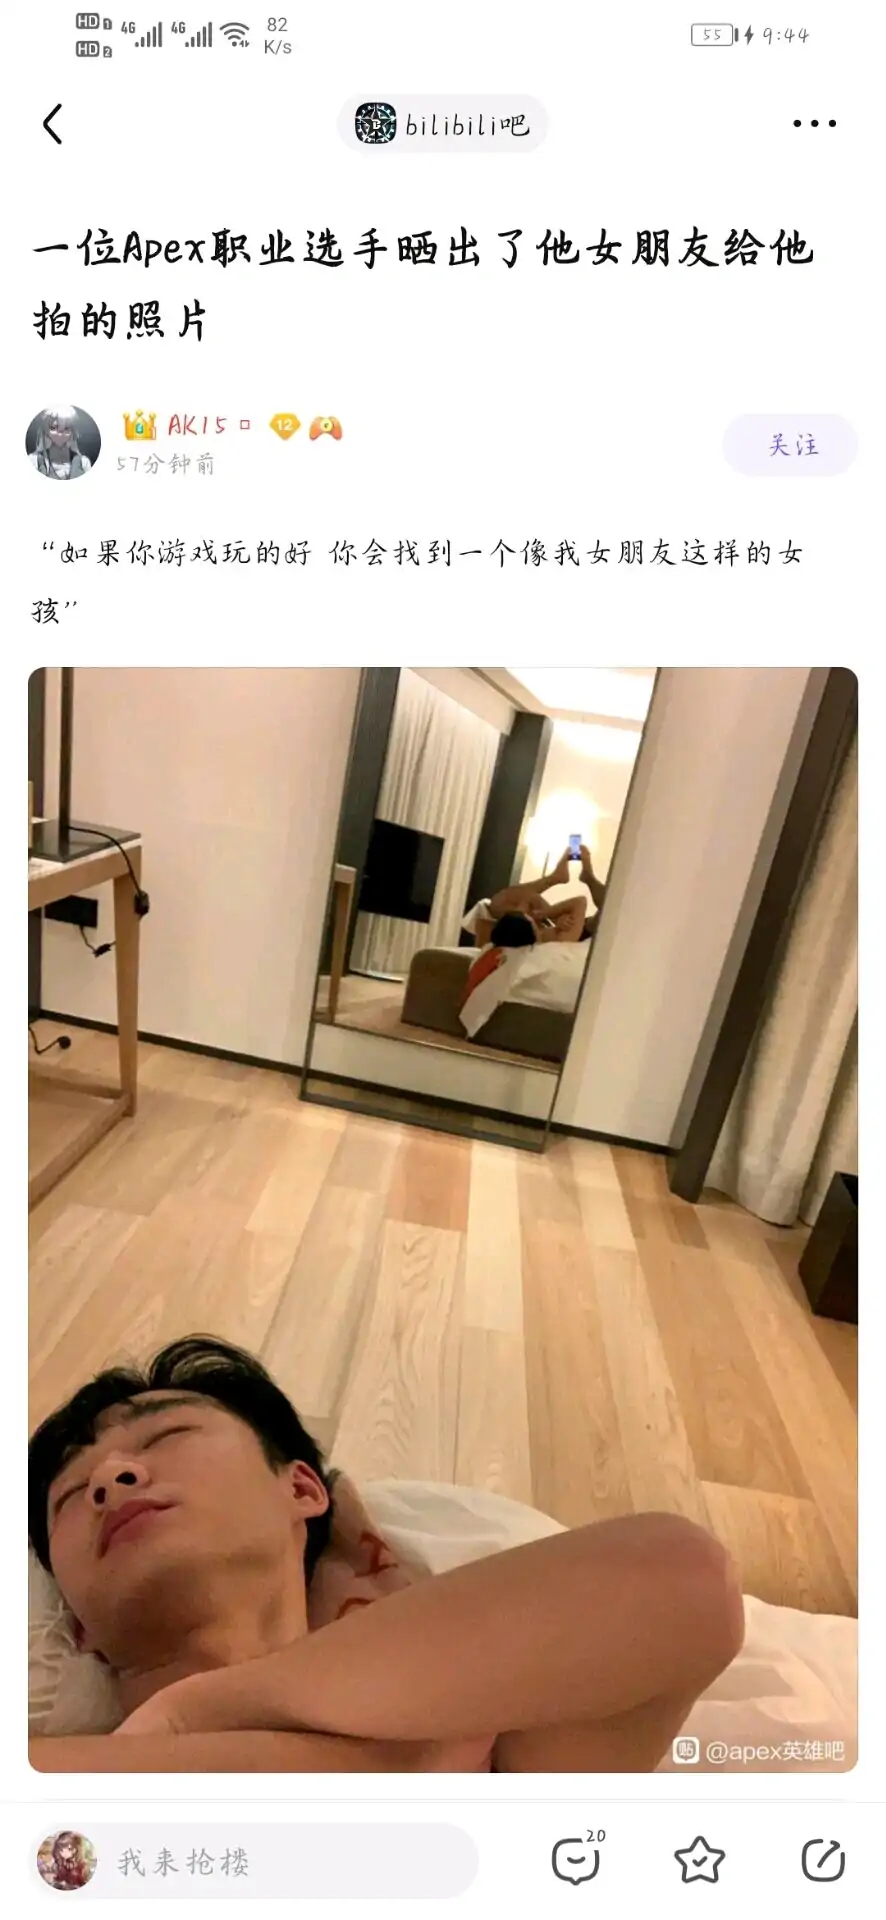 HD 1 4G 4G 82
HD 2 K/s
55 9:44
bilibili吧
一位Apex职业选手晒出了他女朋友给他
拍的照片
AK15 12
57分钟前
关注
“如果你游戏玩的好 你会找到一个像我女朋友这样的女
孩”
贴 @apex英雄吧
我来抢楼
20